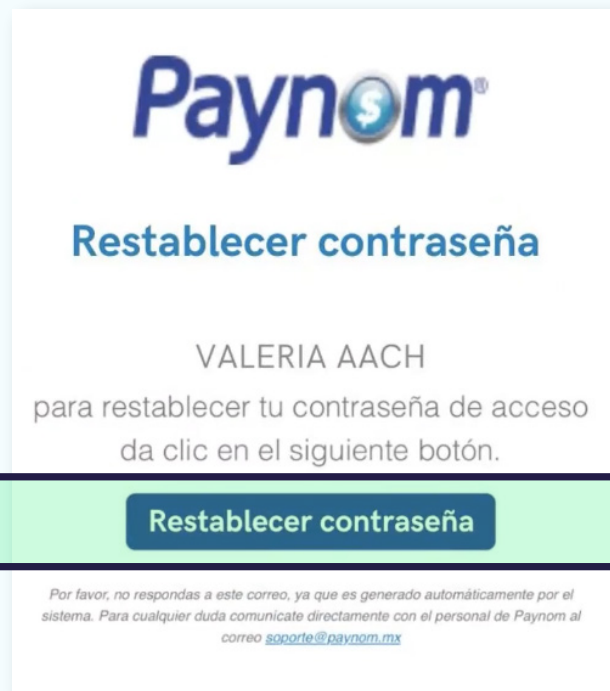 Paynom®
Restablecer contraseña
VALERIA AACH
para restablecer tu contraseña de acceso
da clic en el siguiente botón.
Restablecer contraseña
Por favor, no respondas a este correo, ya que es generado automáticamente por el
sistema. Para cualquier duda comunicate directamente con el personal de Paynom al
correo soporte@paynom.mx